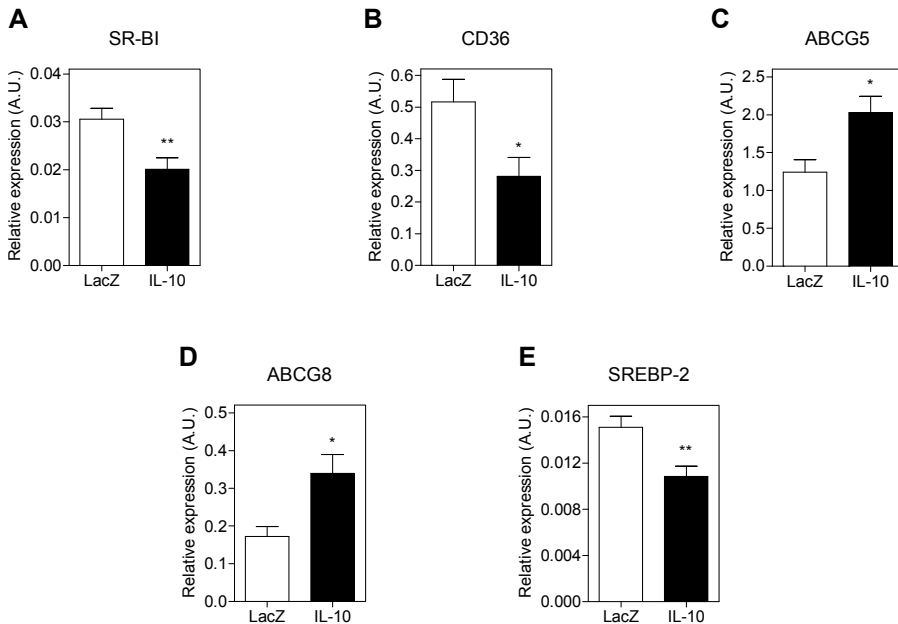 A
SR-BI
Relative expression (A.U.)
0.04
0.03
0.02
0.01
0.00
**
LacZ IL-10
B
CD36
Relative expression (A.U.)
0.6
0.5
0.4
0.3
0.2
0.1
0.0
*
LacZ IL-10
C
ABCG5
Relative expression (A.U.)
2.5
2.0
1.5
1.0
0.5
0.0
*
LacZ IL-10
D
ABCG8
Relative expression (A.U.)
0.5
0.4
0.3
0.2
0.1
0.0
*
LacZ IL-10
E
SREBP-2
Relative expression (A.U.)
0.016
0.012
0.008
0.004
0.000
**
LacZ IL-10